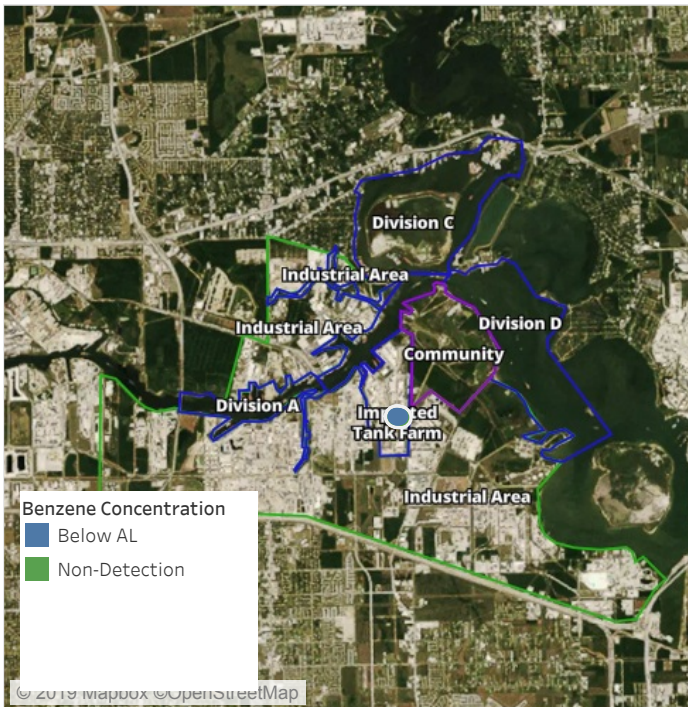 Division C
Industrial Area
Industrial Area
Division D
Community
Division A
Tank Farm
Industrial Area
Benzene Concentration
Below AL
Non-Detection
© 2019 Mapbox ©OpenStreetMap